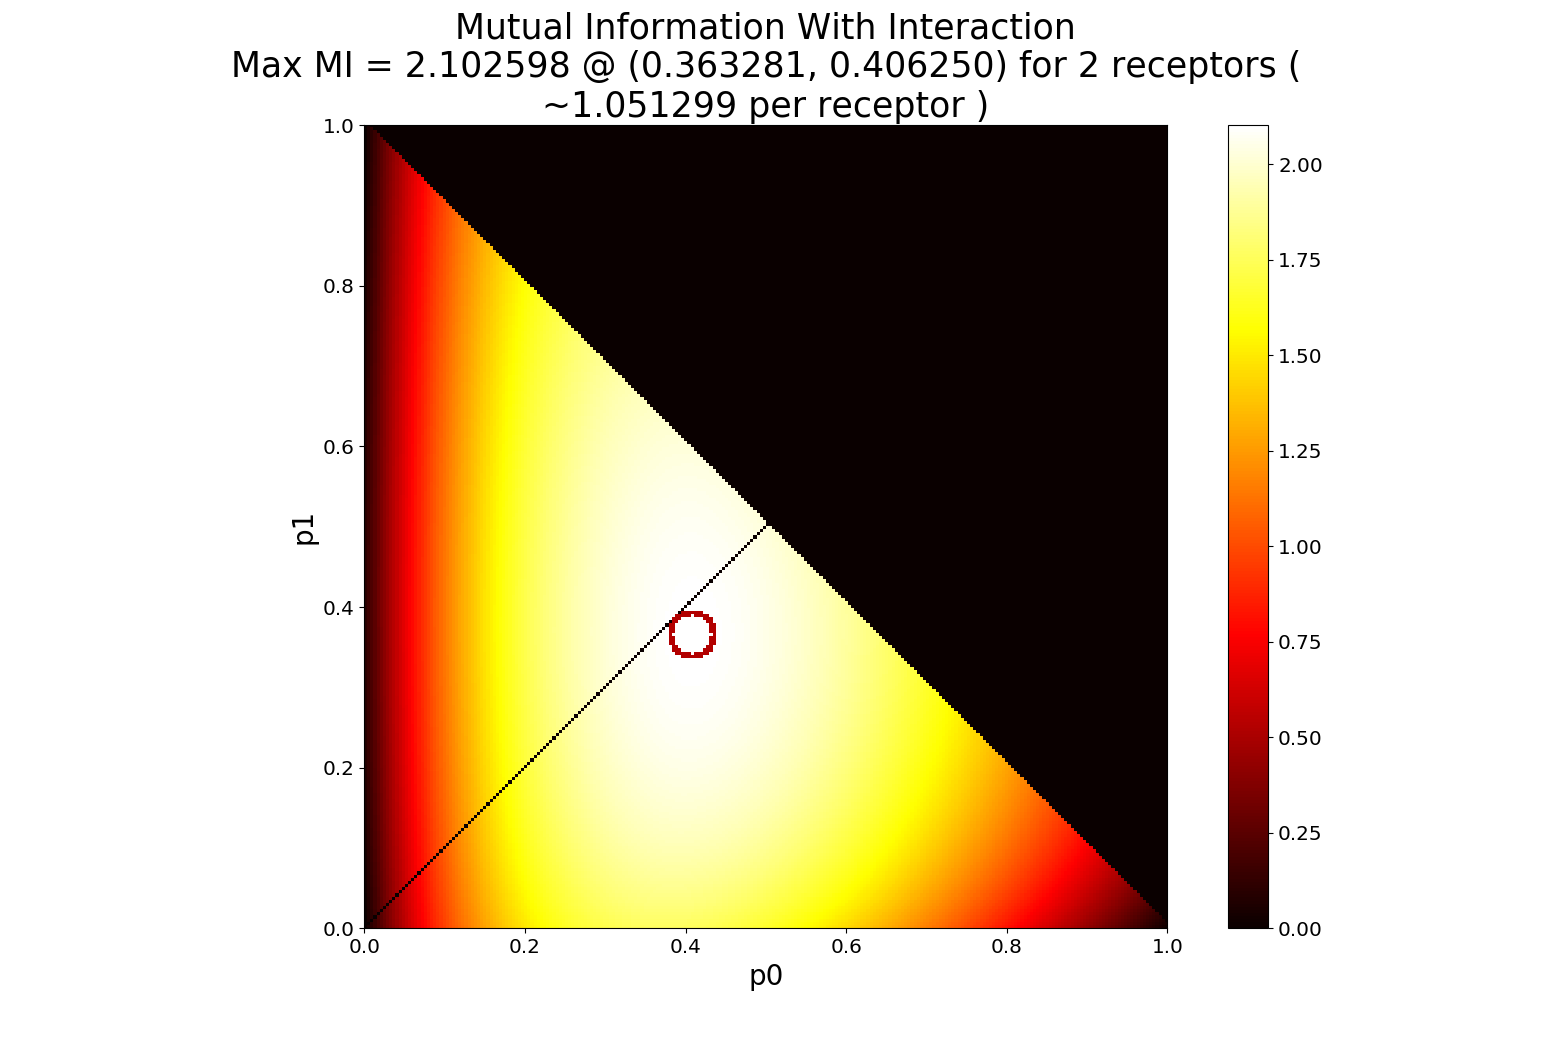 Mutual Information With Interaction
Max MI = 2.102598 @ (0.363281, 0.406250) for 2 receptors (
~1.051299 per receptor )
1.0
0.8
0.6
0.4
0.2
0.0
p1
0.0 0.2 0.4 0.6 0.8 1.0
p0
2.00
1.75
1.50
1.25
1.00
0.75
0.50
0.25
0.00